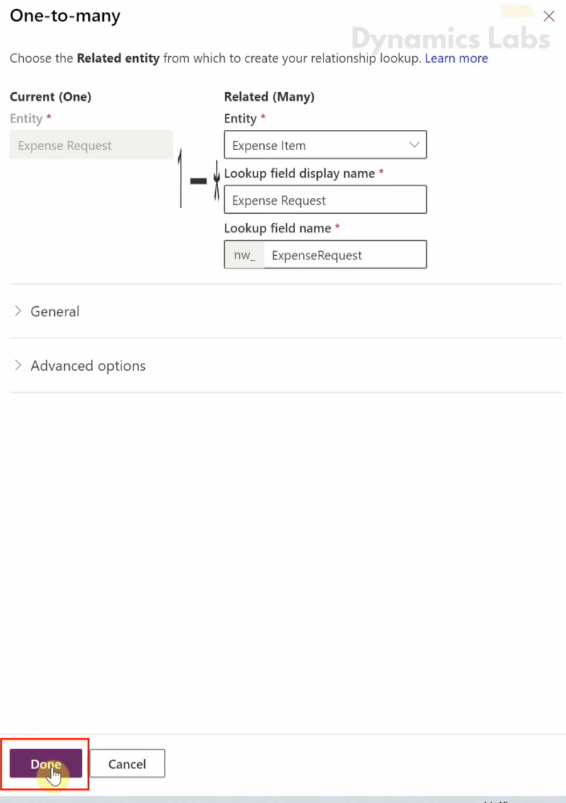 One-to-many
Dynamics Labs
Choose the Related entity from which to create your relationship lookup. Learn more
Current (One)
Entity *
Expense Request
Related (Many)
Entity *
Expense Item
Lookup field display name *
Expense Request
Lookup field name *
nw_ ExpenseRequest
General
Advanced options
Done
Cancel